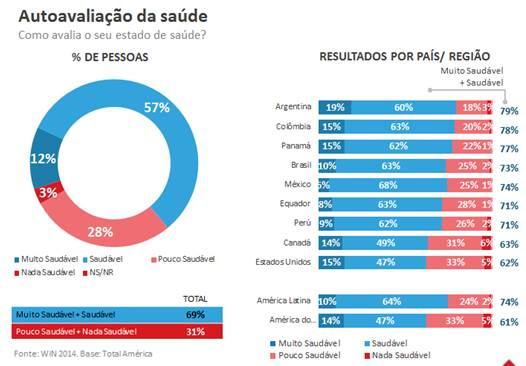 Autoavaliação da saúde
Como avalia o seu estado de saúde?
% DE PESSOAS
57%
12%
3%
28%
Muito Saudável Saudável Pouco Saudável
Nada Saudável NS/NR
TOTAL
Muito Saudável + Saudável 69%
Pouco Saudável + Nada Saudável 31%
Fonte: WIN 2014. Base: Total América
RESULTADOS POR PAÍS/ REGIÃO
Muito Saudável
+ Saudável
Argentina 19% 60% 18% 3% 79%
Colômbia 15% 63% 20% 2% 78%
Panamá 15% 62% 22% 1% 77%
Brasil 10% 63% 25% 2% 73%
México 6% 68% 25% 1% 74%
Equador 8% 63% 28% 1% 71%
Perú 9% 62% 26% 2% 71%
Canadá 14% 49% 31% 6% 63%
Estados Unidos 15% 47% 33% 5% 62%
América Latina 10% 64% 24% 2% 74%
América do... 14% 47% 33% 5% 61%
Muito Saudável Saudável
Pouco Saudável Nada Saudável